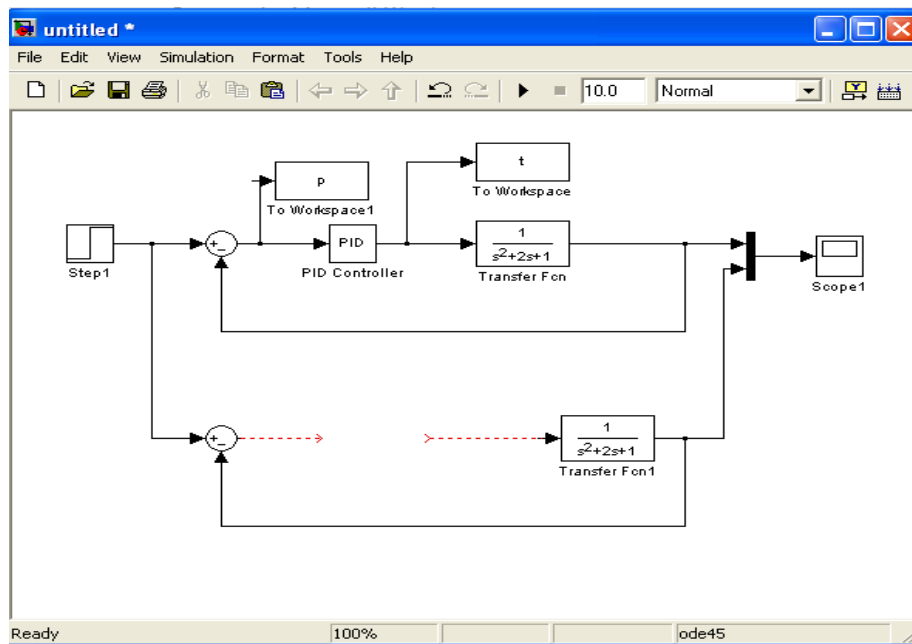 untitled *
File Edit View Simulation Format Tools Help
10.0 Normal
t
To Workspace
p
To Workspace1
Step1
+
-
PID
PID Controller
1
s²+2s+1
Transfer Fcn
Scope1
+
-
1
s²+2s+1
Transfer Fcn1
Ready 100% ode45